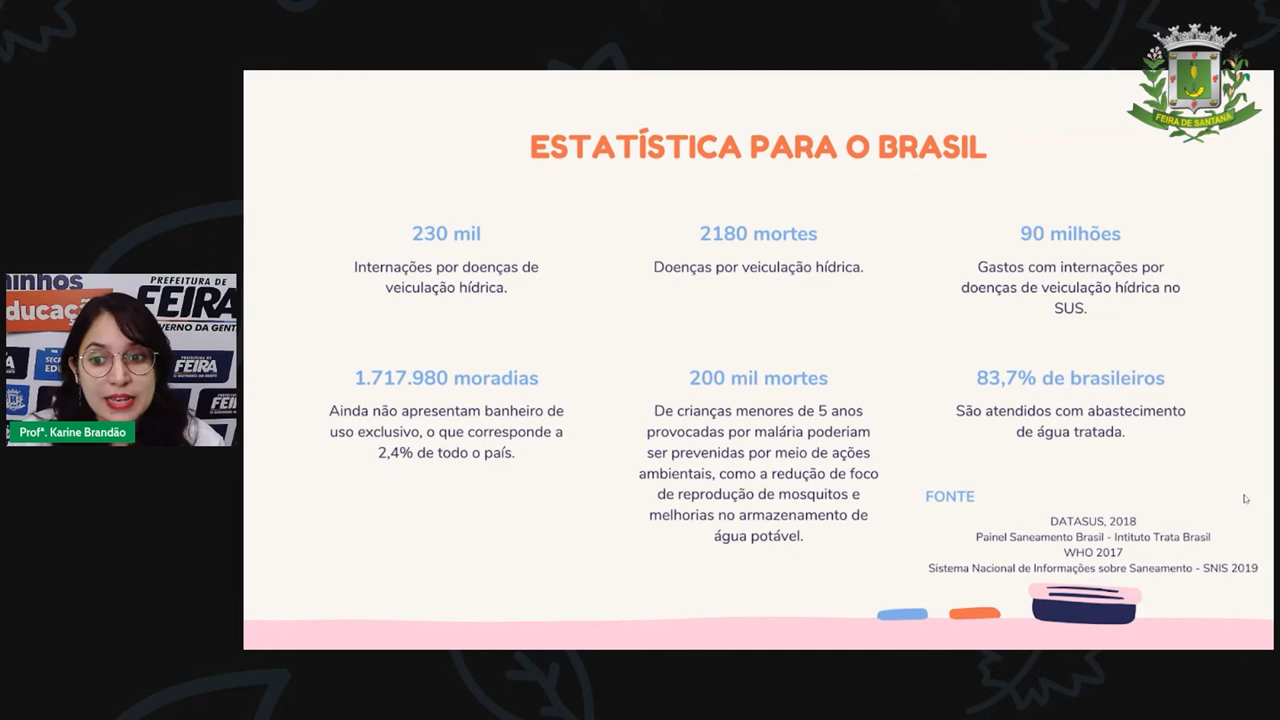 FEIRA DE SANTANA
ESTATÍSTICA PARA O BRASIL
230 mil
Internações por doenças de
veiculação hídrica.
2180 mortes
Doenças por veiculação hídrica.
90 milhões
Gastos com internações por
doenças de veiculação hídrica no
SUS.
1.717.980 moradias
Ainda não apresentam banheiro de
uso exclusivo, o que corresponde a
2,4% de todo o país.
200 mil mortes
De crianças menores de 5 anos
provocadas por malária poderiam
ser prevenidas por meio de ações
ambientais, como a redução de foco
de reprodução de mosquitos e
melhorias no armazenamento de
água potável.
83,7% de brasileiros
São atendidos com abastecimento
de água tratada.
FONTE
DATASUS, 2018
Painel Saneamento Brasil - Intituto Trata Brasil
WHO 2017
Sistema Nacional de Informações sobre Saneamento - SNIS 2019
PREFEITURA DE
FEIRA
FEIRA
Profª. Karine Brandão